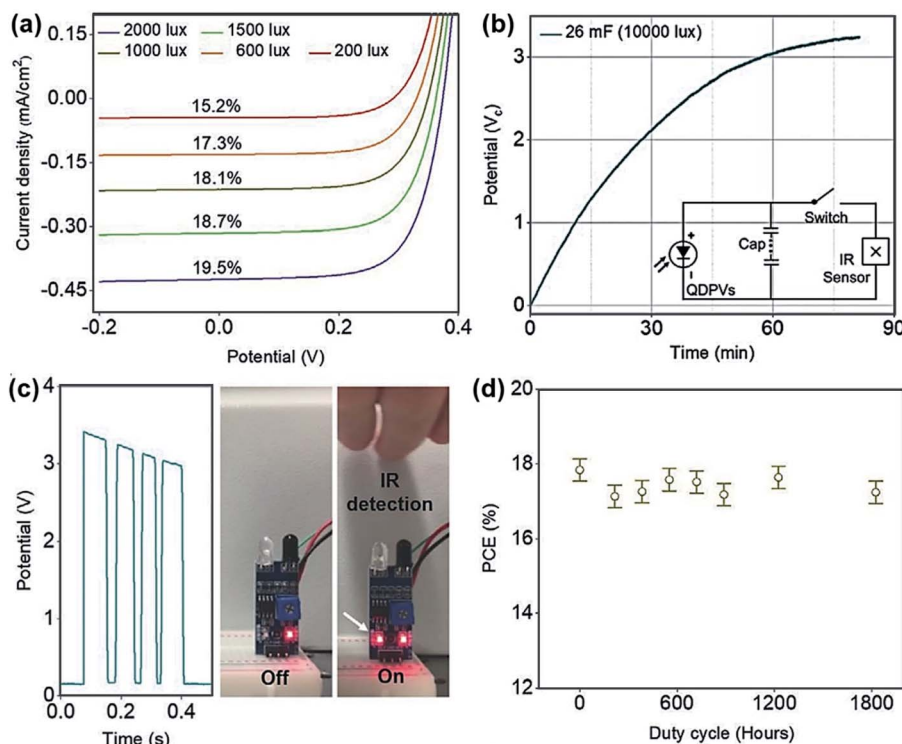 (a)
0.15
0.00
-0.15
-0.30
-0.45
Current density (mA/cm²)
2000 lux 1500 lux
1000 lux 600 lux 200 lux
15.2%
17.3%
18.1%
18.7%
19.5%
-0.2 0.0 0.2 0.4
Potential (V)
(b)
3
2
1
0
Potential (Vc)
26 mF (10000 lux)
Switch
Cap
+
IR
Sensor
QDPVs
0 30 60 90
Time (min)
(c)
4
3
2
1
0
Potential (V)
0.0 0.2 0.4
Time (s)
Off
IR
detection
On
(d)
20
18
16
14
12
PCE (%)
0 600 1200 1800
Duty cycle (Hours)